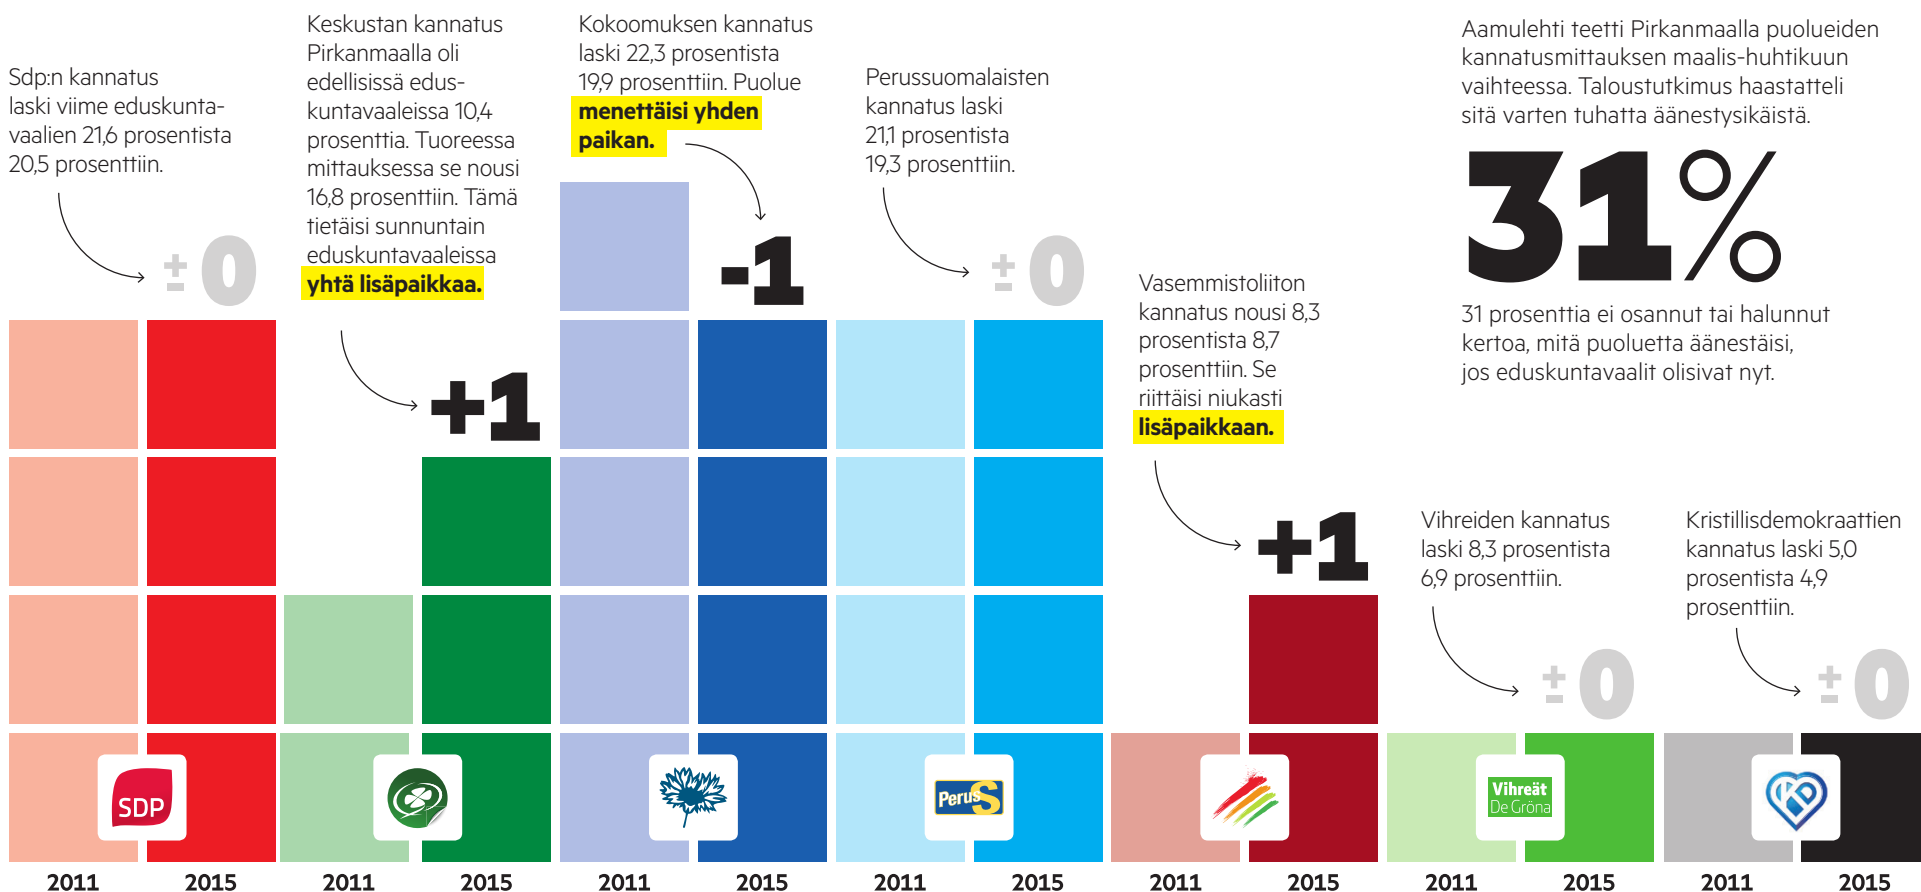 Sdp:n kannatus
laski viime eduskunta-
vaalien 21,6 prosentista
20,5 prosenttiin.
± 0
Keskustan kannatus
Pirkanmaalla oli
edellisissä edus-
kuntavaaleissa 10,4
prosenttia. Tuoreessa
mittauksessa se nousi
16,8 prosenttiin. Tämä
tietäisi sunnuntain
eduskuntavaaleissa
yhtä lisäpaikkaa.
+1
Kokoomuksen kannatus
laski 22,3 prosentista
19,9 prosenttiin. Puolue
menettäisi yhden
paikan.
-1
Perussuomalaisten
kannatus laski
21,1 prosentista
19,3 prosenttiin.
± 0
Vasemmistoliiton
kannatus nousi 8,3
prosentista 8,7
prosenttiin. Se
riittäisi niukasti
lisäpaikkaan.
+1
Aamulehti teetti Pirkanmaalla puolueiden
kannatusmittauksen maalis-huhtikuun
vaihteessa. Taloustutkimus haastatteli
sitä varten tuhatta äänestysikäistä.
31%
31 prosenttia ei osannut tai halunnut
kertoa, mitä puoluetta äänestäisi,
jos eduskuntavaalit olisivat nyt.
Vihreiden kannatus
laski 8,3 prosentista
6,9 prosenttiin.
± 0
Kristillisdemokraattien
kannatus laski 5,0
prosentista 4,9
prosenttiin.
± 0
SDP
PerusS
Vihreät
De Gröna
KD
2011 2015 2011 2015 2011 2015 2011 2015 2011 2015 2011 2015 2011 2015